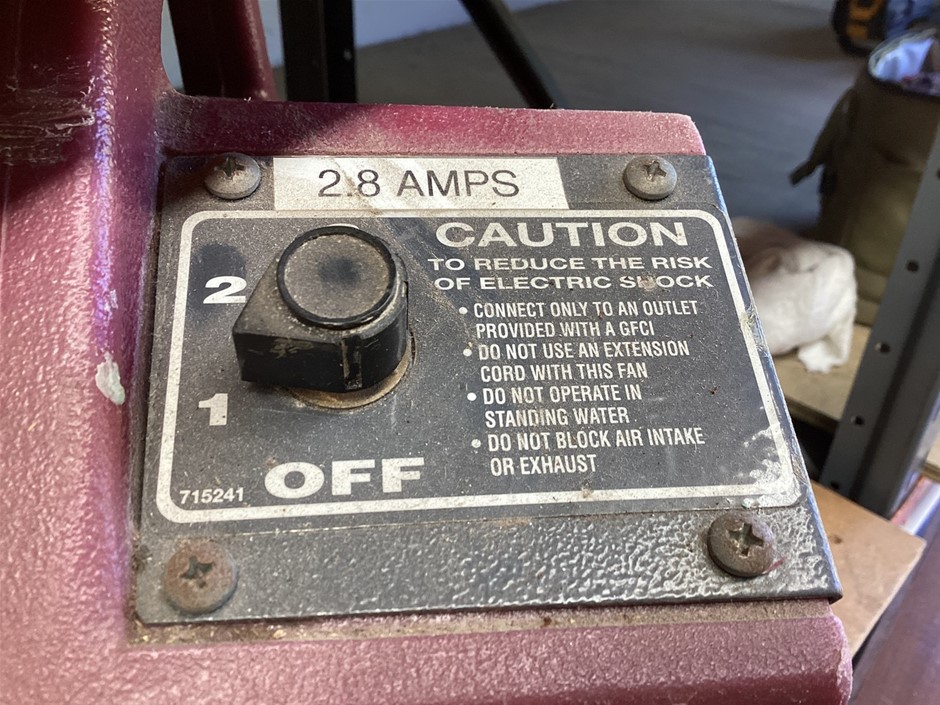 2.8 AMPS
CAUTION
TO REDUCE THE RISK
OF ELECTRIC SHOCK
• CONNECT ONLY TO AN OUTLET
PROVIDED WITH A GFCI
• DO NOT USE AN EXTENSION
CORD WITH THIS FAN
• DO NOT OPERATE IN
STANDING WATER
• DO NOT BLOCK AIR INTAKE
OR EXHAUST
2
1
OFF
715241